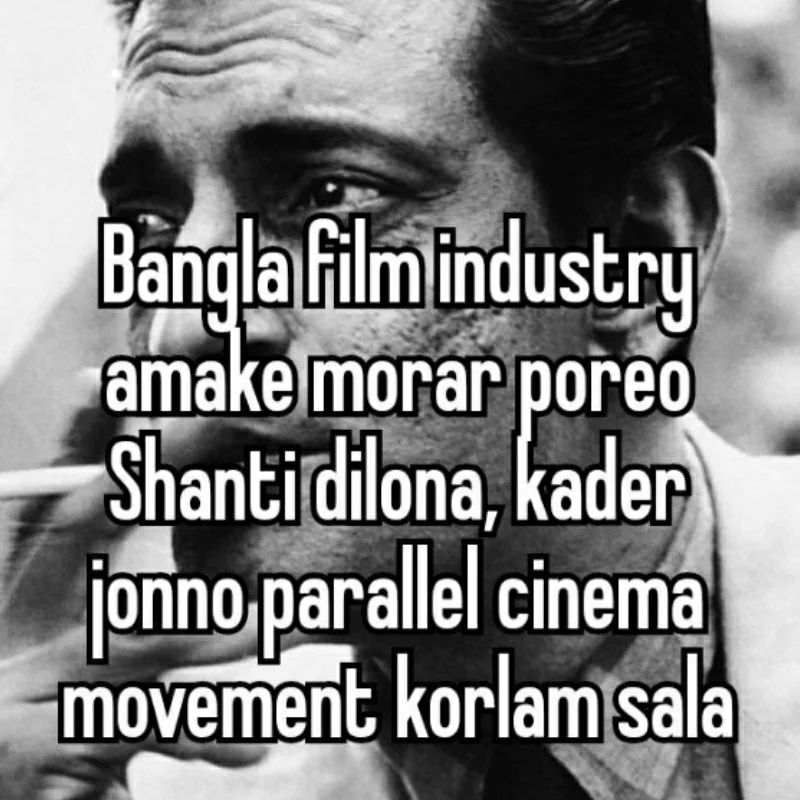 Bangla film industry
amake morar poreo
Shanti dilona, kader
jonno parallel cinema
movement korlam sala